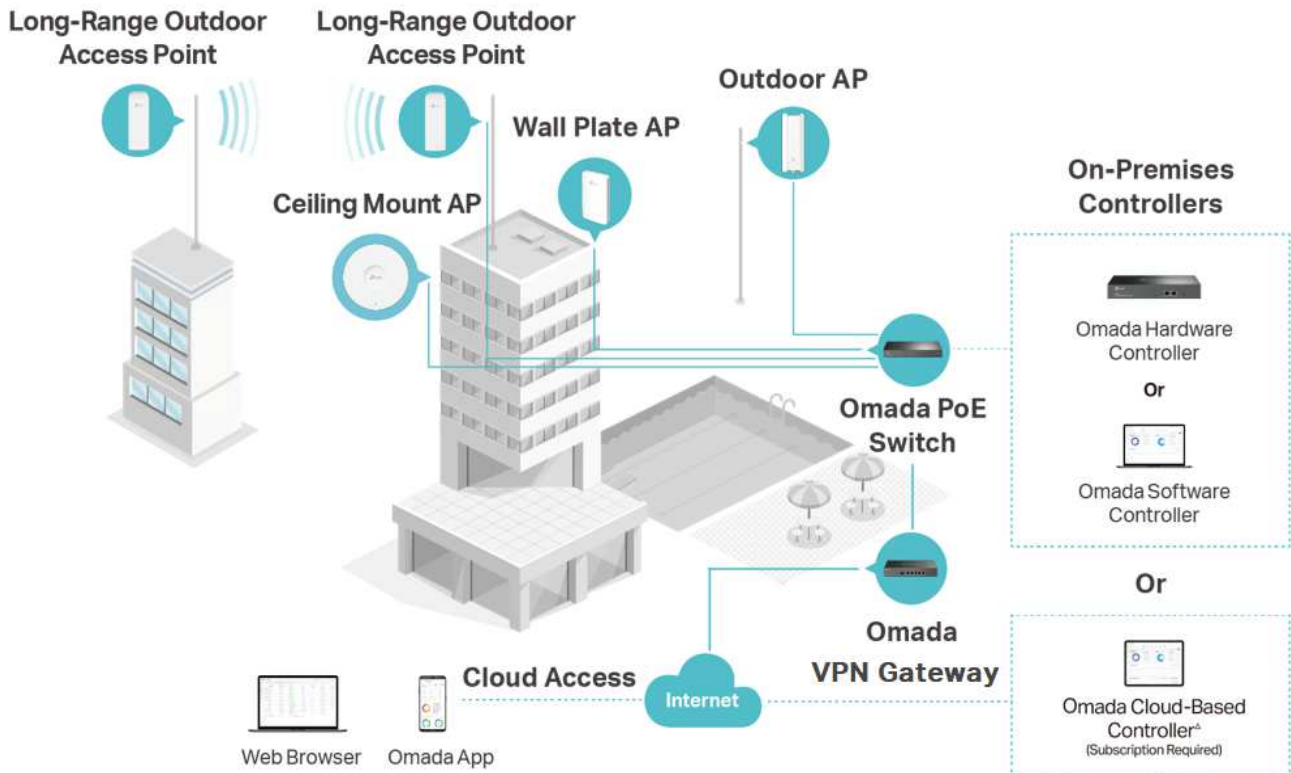 Long-Range Outdoor
Access Point
Long-Range Outdoor
Access Point
Outdoor AP
Wall Plate AP
Ceiling Mount AP
On-Premises
Controllers
Omada Hardware
Controller
Or
Omada Software
Controller
Omada PoE
Switch
Or
Omada
VPN Gateway
Cloud Access
Internet
Web Browser
Omada App
Omada Cloud-Based
Controller△
(Subscription Required)